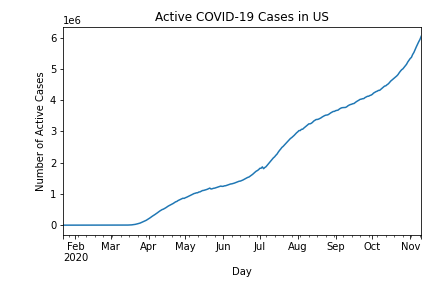 Active COVID-19 Cases in US
1e6
6
5
4
3
2
1
0
Number of Active Cases
Feb Mar Apr May Jun Jul Aug Sep Oct Nov
2020
Day